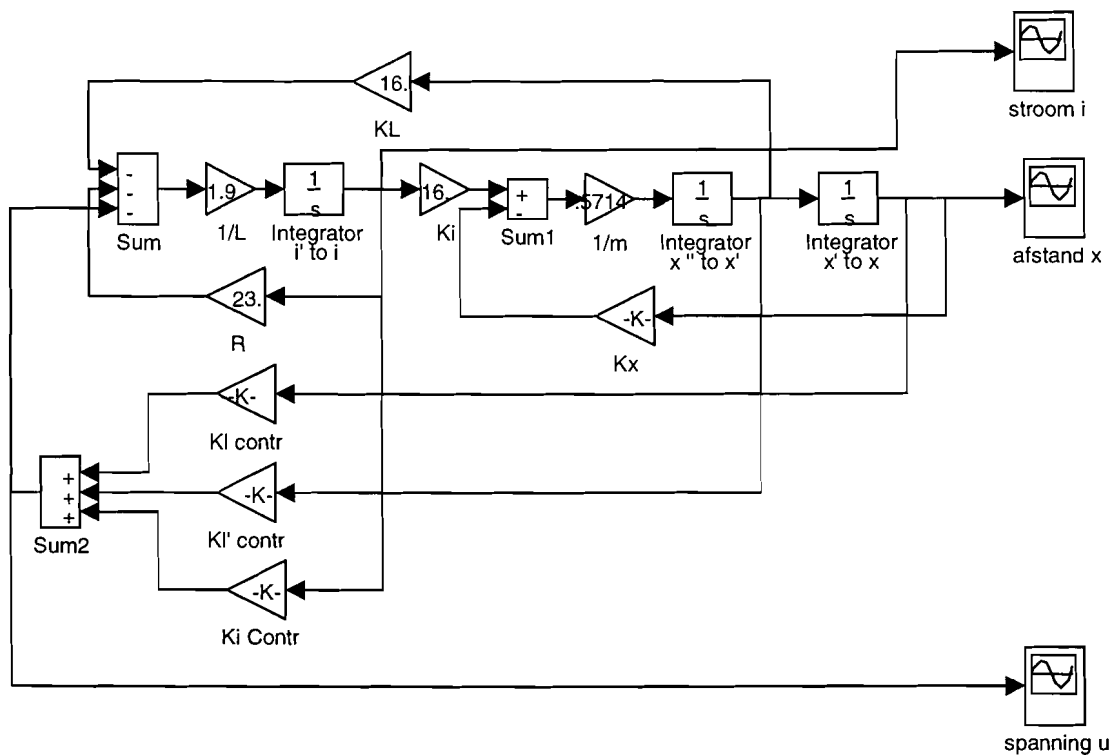 stroom i
16.
KL
-
-
-
Sum
1.9
1/L
1
s
Integrator
i' to i
16.
Ki
+
-
Sum1
.5714
1/m
1
s
Integrator
x '' to x'
1
s
Integrator
x' to x
afstand x
23.
R
-K-
Kx
-K-
Kl contr
+
+
+
Sum2
-K-
Kl' contr
-K-
Ki Contr
spanning u